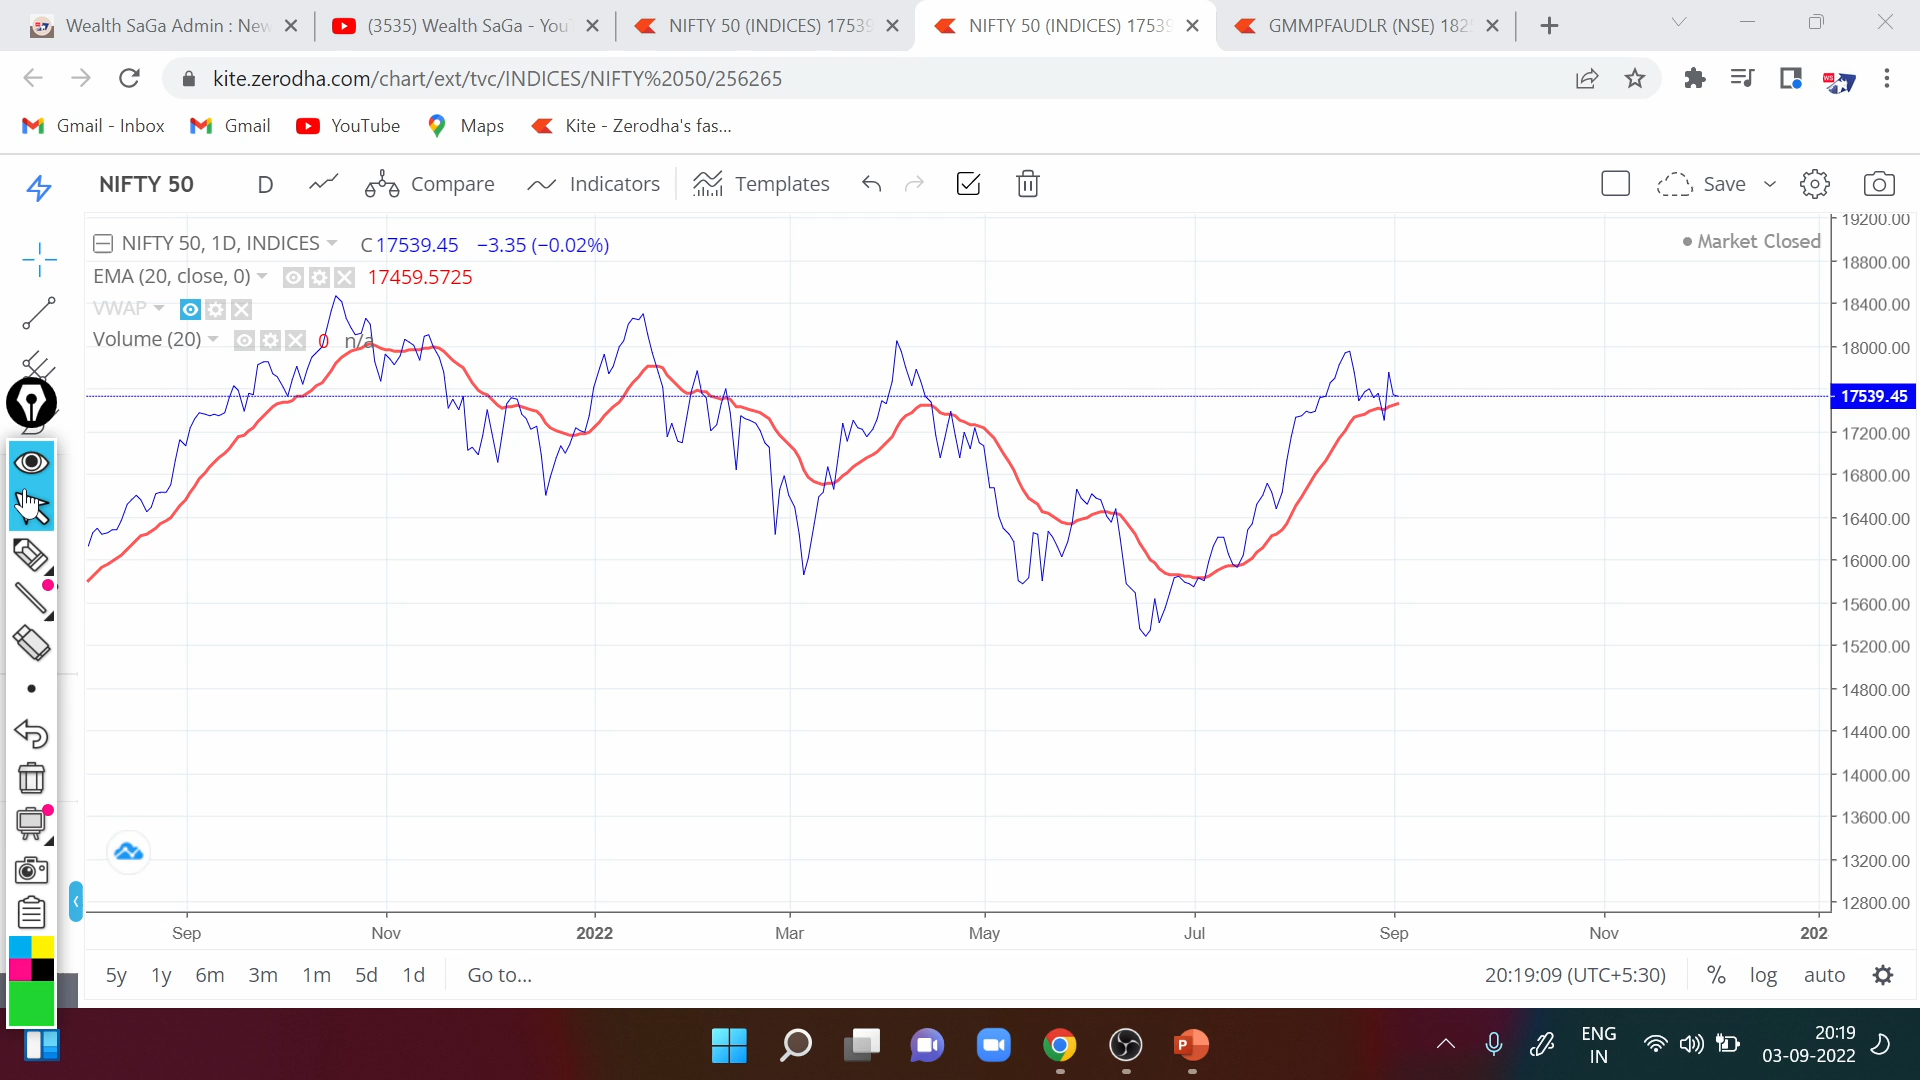 Wealth SaGa Admin : New
(3535) Wealth SaGa - YouT
NIFTY 50 (INDICES) 17539
NIFTY 50 (INDICES) 17539
GMMPFAUDLR (NSE) 182
kite.zerodha.com/chart/ext/tvc/INDICES/NIFTY%2050/256265
Gmail - Inbox
Gmail
YouTube
Maps
Kite - Zerodha's fas...
NIFTY 50
D
Compare
Indicators
Templates
Save
NIFTY 50, 1D, INDICES C17539.45 −3.35 (−0.02%)
Market Closed
EMA (20, close, 0) 17459.5725
VWAP
Volume (20) 0 n/a
19200.00
18800.00
18400.00
18000.00
17539.45
17200.00
16800.00
16400.00
16000.00
15600.00
15200.00
14800.00
14400.00
14000.00
13600.00
13200.00
12800.00
Sep Nov 2022 Mar May Jul Sep Nov 202
5y 1y 6m 3m 1m 5d 1d Go to...
20:19:09 (UTC+5:30) % log auto
ENG
IN
20:19
03-09-2022